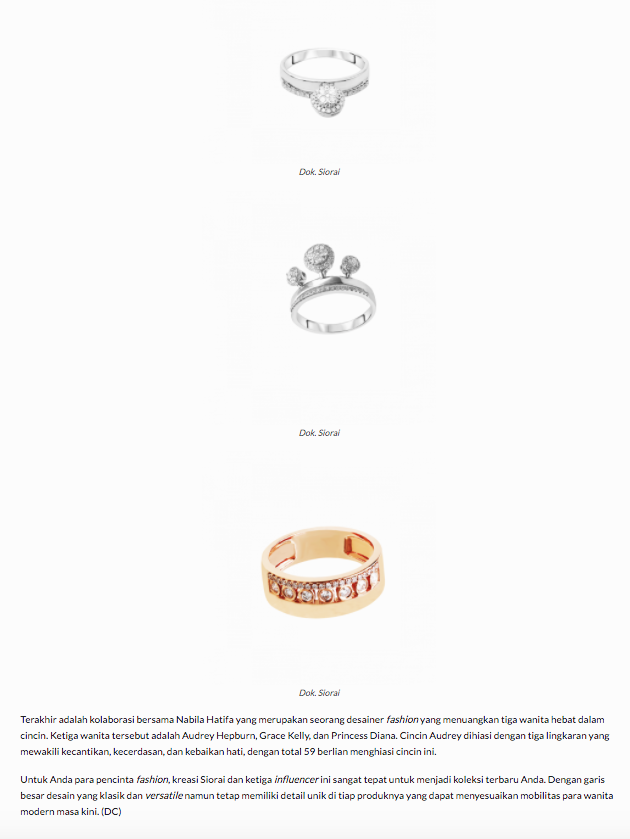 Dok. Siorai
Dok. Siorai
Dok. Siorai
Terakhir adalah kolaborasi bersama Nabila Hatifa yang merupakan seorang desainer fashion yang menuangkan tiga wanita hebat dalam
cincin. Ketiga wanita tersebut adalah Audrey Hepburn, Grace Kelly, dan Princess Diana. Cincin Audrey dihiasi dengan tiga lingkaran yang
mewakili kecantikan, kecerdasan, dan kebaikan hati, dengan total 59 berlian menghiasi cincin ini.
Untuk Anda para pencinta fashion, kreasi Siorai dan ketiga influencer ini sangat tepat untuk menjadi koleksi terbaru Anda. Dengan garis
besar desain yang klasik dan versatile namun tetap memiliki detail unik di tiap produknya yang dapat menyesuaikan mobilitas para wanita
modern masa kini. (DC)